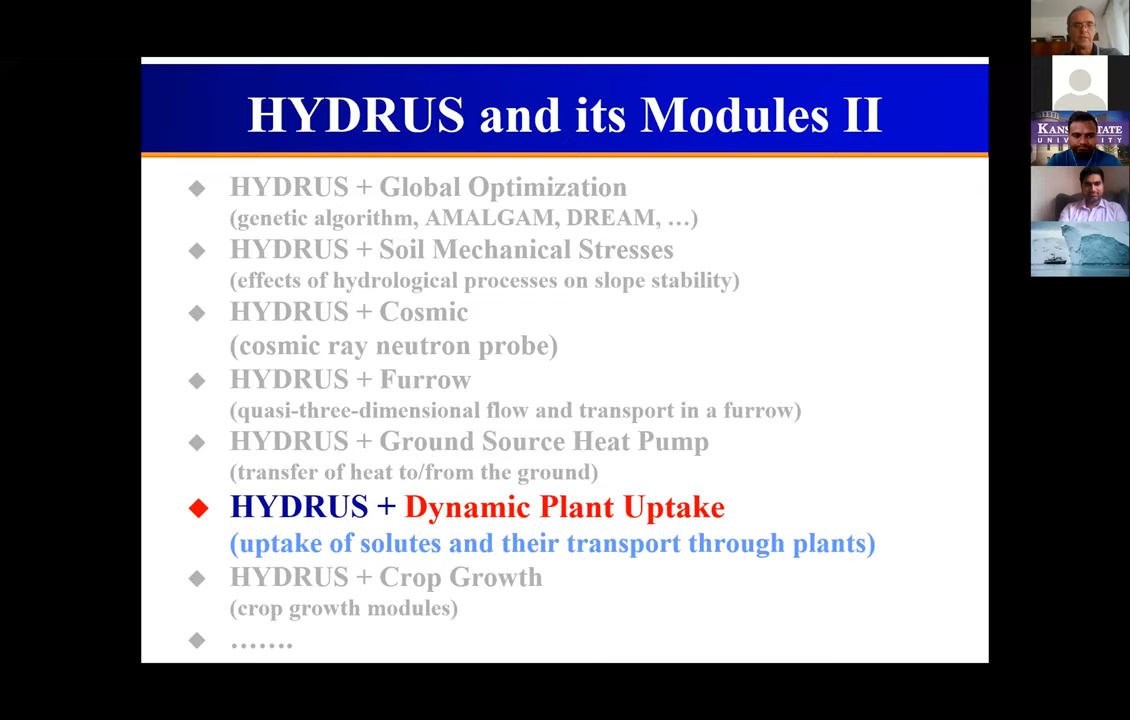 HYDRUS and its Modules II
HYDRUS + Global Optimization
(genetic algorithm, AMALGAM, DREAM, …)
HYDRUS + Soil Mechanical Stresses
(effects of hydrological processes on slope stability)
HYDRUS + Cosmic
(cosmic ray neutron probe)
HYDRUS + Furrow
(quasi-three-dimensional flow and transport in a furrow)
HYDRUS + Ground Source Heat Pump
(transfer of heat to/from the ground)
HYDRUS + Dynamic Plant Uptake
(uptake of solutes and their transport through plants)
HYDRUS + Crop Growth
(crop growth modules)
…….